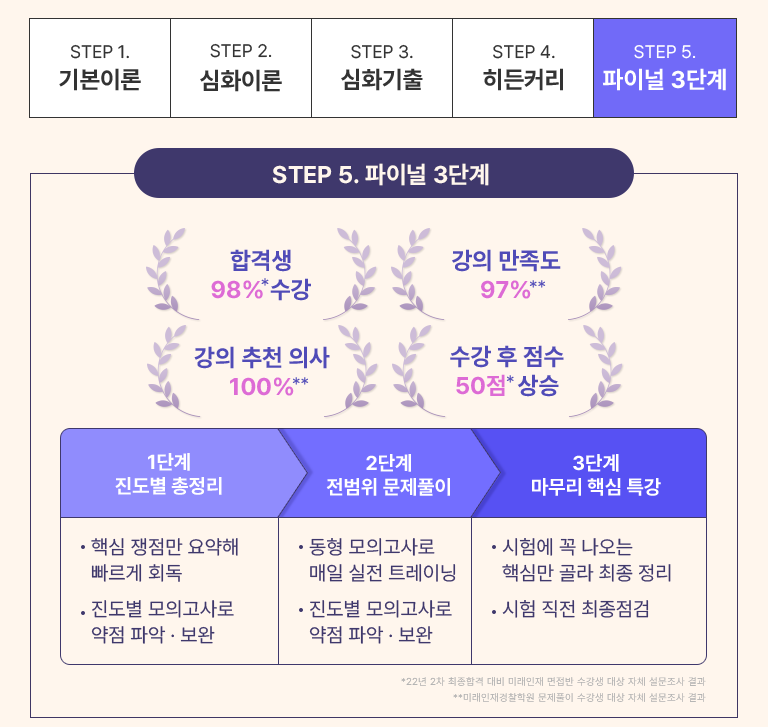 STEP 1.
기본이론
STEP 2.
심화이론
STEP 3.
심화기출
STEP 4.
히든커리
STEP 5.
파이널 3단계
STEP 5. 파이널 3단계
합격생
98%*수강
강의 만족도
97%**
강의 추천 의사
100%**
수강 후 점수
50점*상승
1단계
진도별 총정리
2단계
전범위 문제풀이
3단계
마무리 핵심 특강
• 핵심 쟁점만 요약해
빠르게 회독
• 진도별 모의고사로
약점 파악 · 보완
• 동형 모의고사로
매일 실전 트레이닝
• 진도별 모의고사로
약점 파악 · 보완
• 시험에 꼭 나오는
핵심만 골라 최종 정리
• 시험 직전 최종점검
*22년 2차 최종합격 대비 미래인재 면접반 수강생 대상 자체 설문조사 결과
**미래인재경찰학원 문제풀이 수강생 대상 자체 설문조사 결과